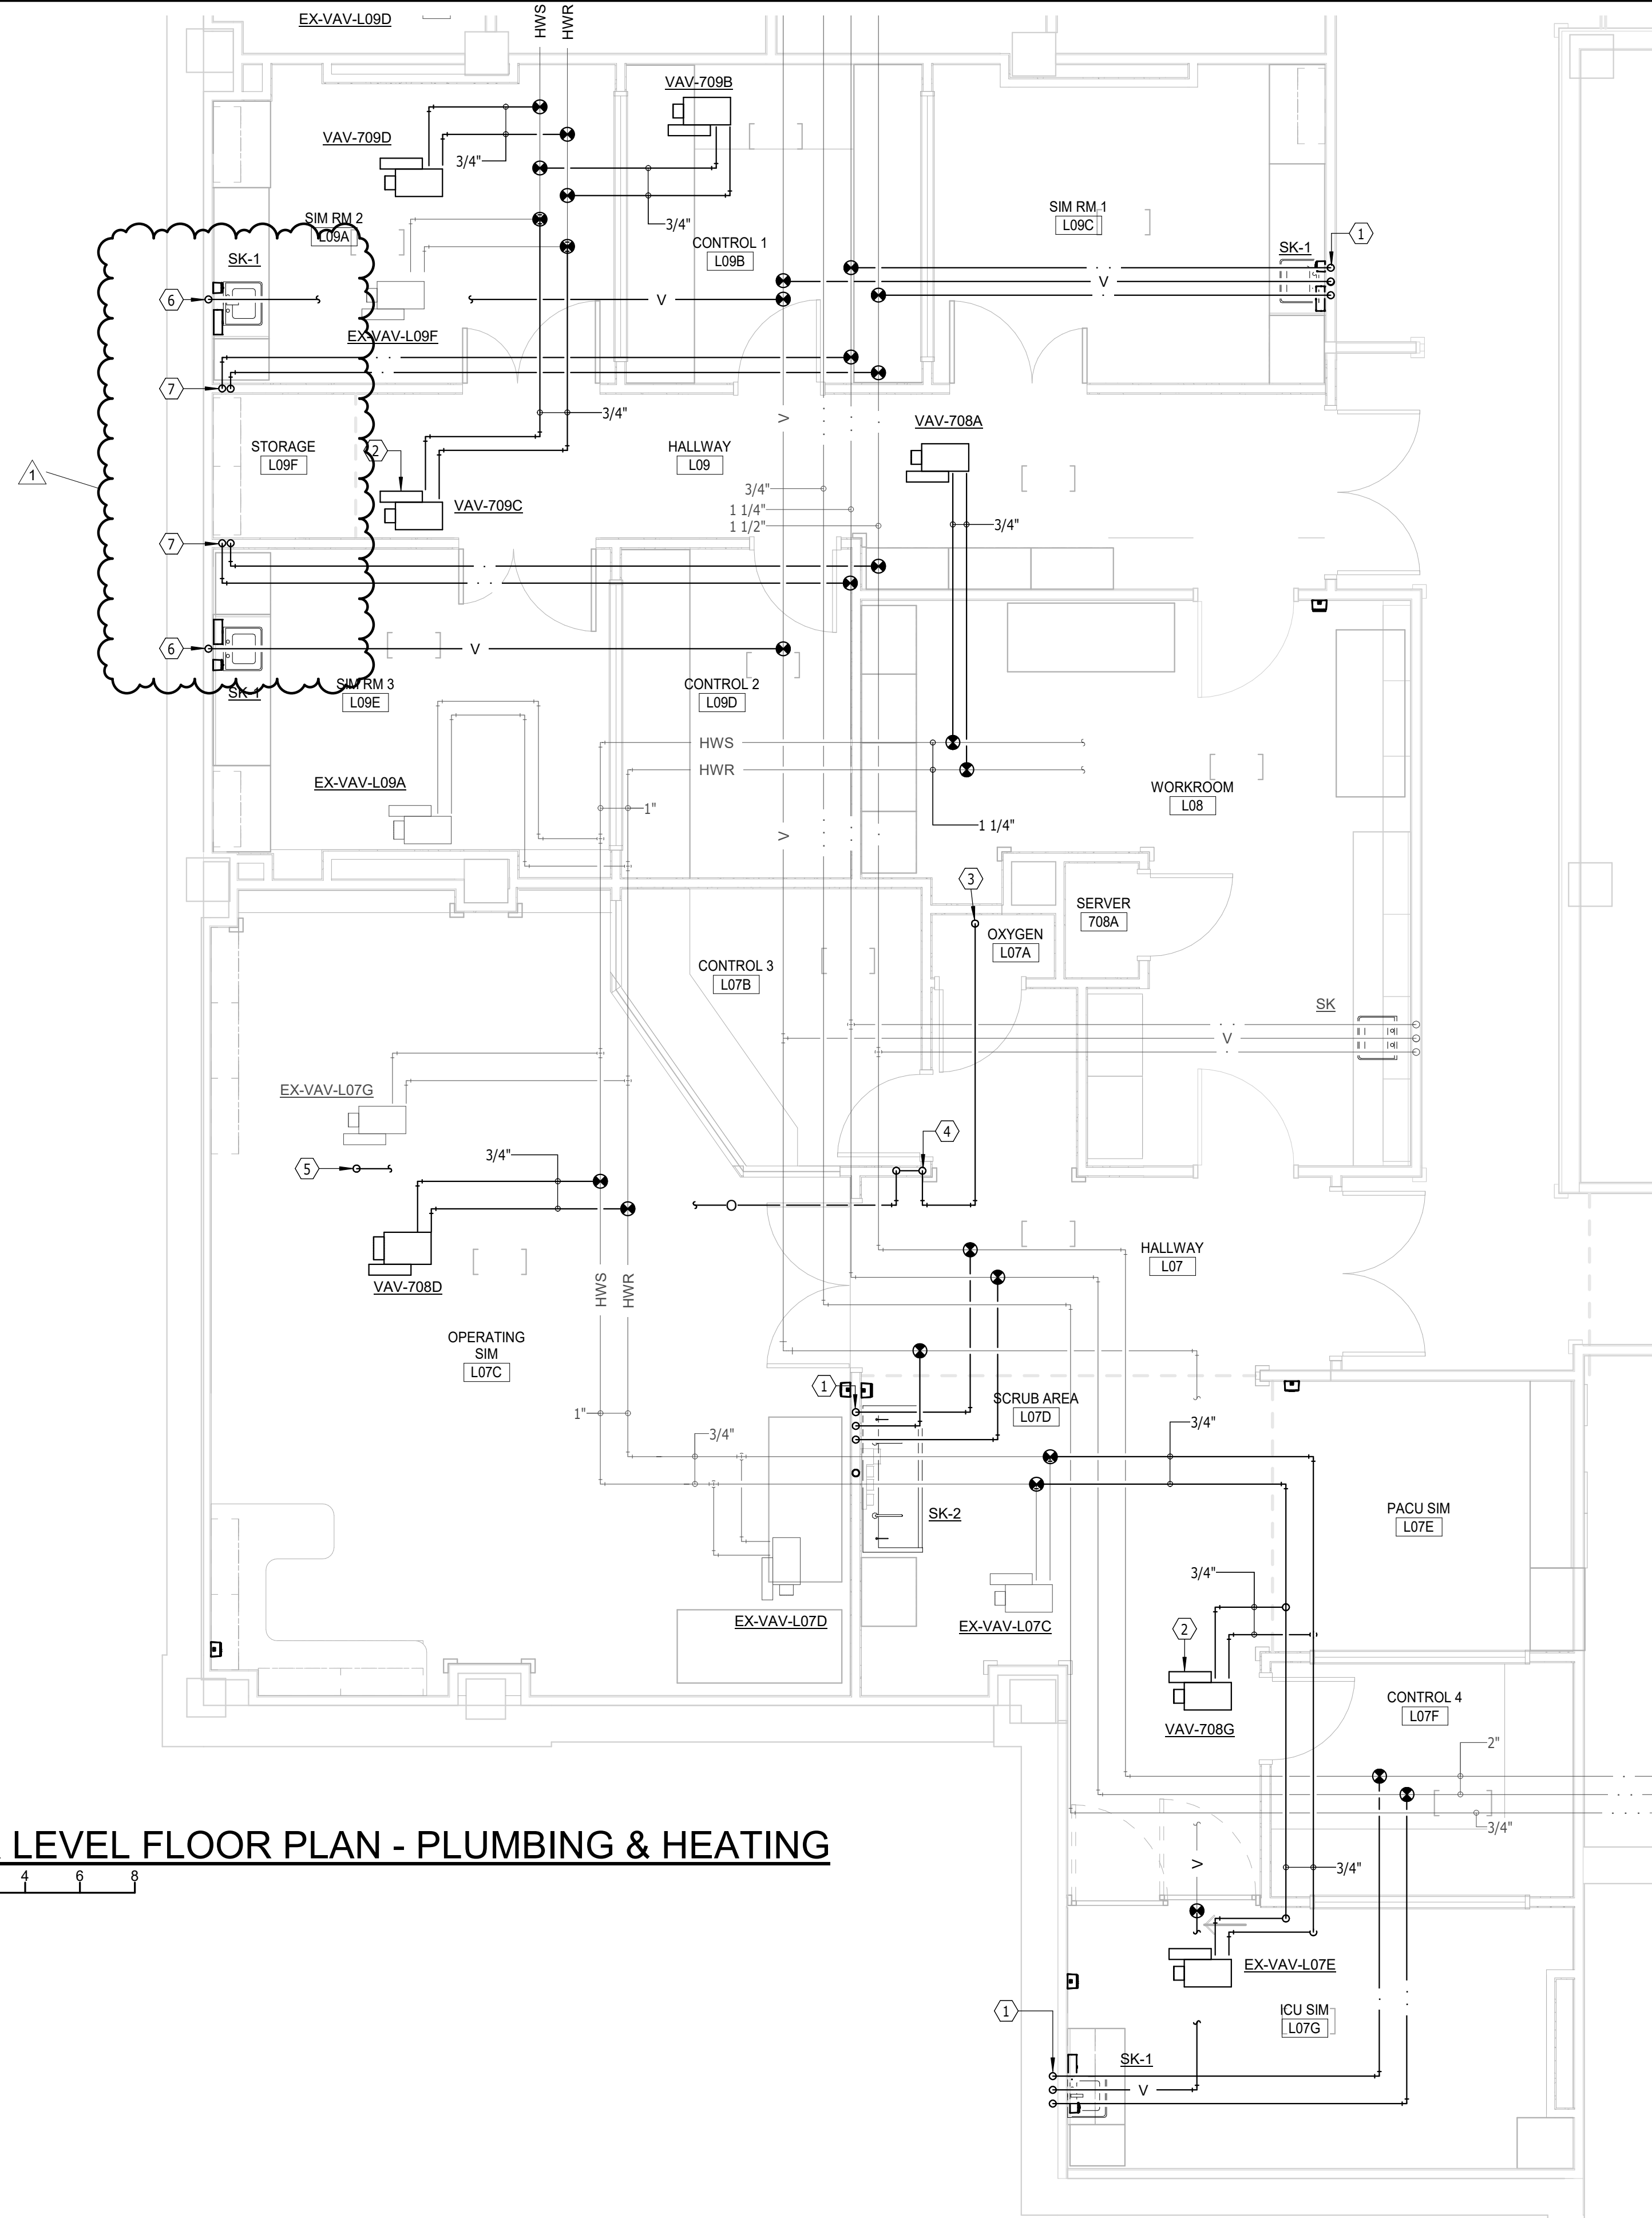 EX-VAV-L09D
HWS
HWR
VAV-709B
VAV-709D
3/4"
3/4"
SIM RM 2
L09A
SIM RM 1
L09C
1
CONTROL 1
L09B
SK-1
SK-1
6
V
V
EX-VAV-L09F
7
3/4"
V
VAV-708A
STORAGE
L09F
2
HALLWAY
L09
1
3/4"
1 1/4"
1 1/2"
VAV-709C
3/4"
7
6
V
SK-1
SIM RM 3
L09E
CONTROL 2
L09D
HWS
HWR
EX-VAV-L09A
WORKROOM
L08
1"
1 1/4"
V
3
SERVER
708A
OXYGEN
L07A
CONTROL 3
L07B
SK
V
EX-VAV-L07G
4
3/4"
5
HALLWAY
L07
VAV-708D
HWS
HWR
OPERATING
SIM
L07C
1
SCRUB AREA
L07D
1"
3/4"
3/4"
SK-2
PACU SIM
L07E
3/4"
EX-VAV-L07D
EX-VAV-L07C
2
CONTROL 4
L07F
VAV-708G
2"
3/4"
LEVEL FLOOR PLAN - PLUMBING & HEATING
4 6 8
V
3/4"
EX-VAV-L07E
1
ICU SIM
L07G
SK-1
V